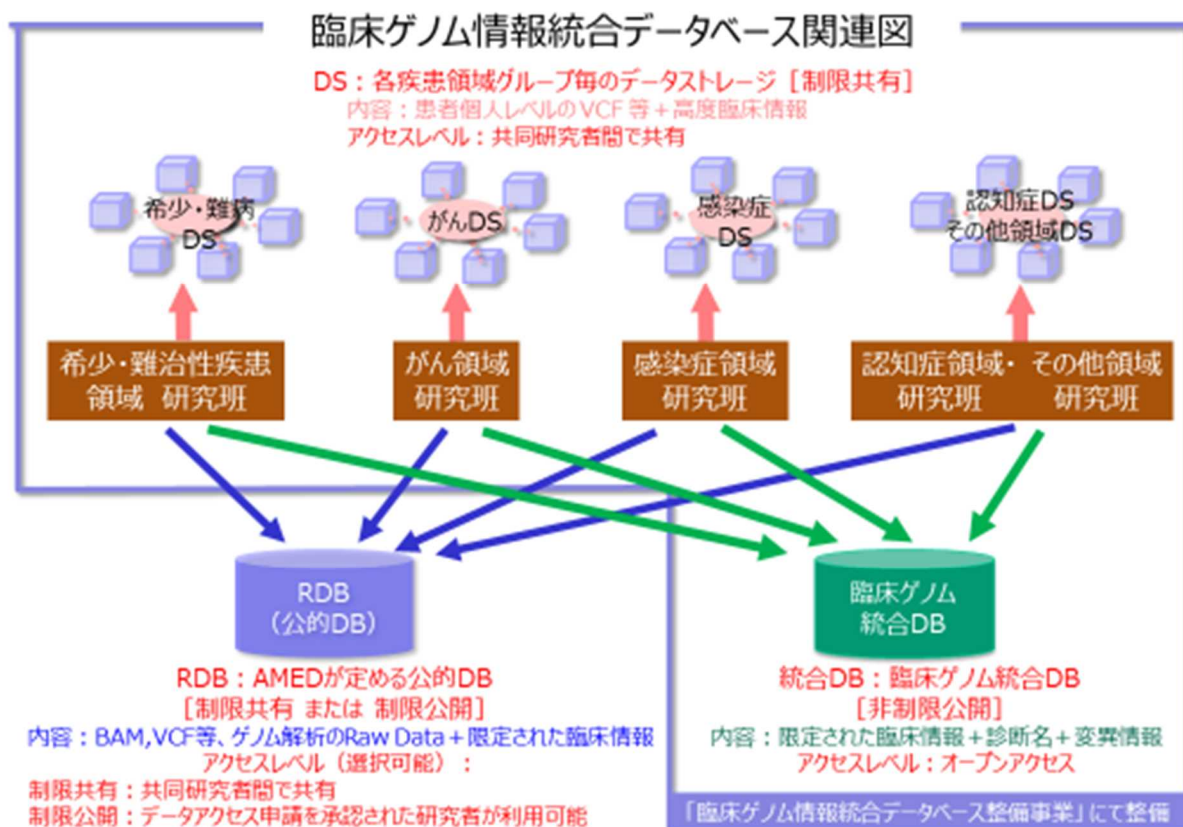 臨床ゲノム情報統合データベース関連図
DS：各疾患領域グループ毎のデータストレージ［制限共有］
内容：患者個人レベルのVCF 等＋高度臨床情報
アクセスレベル：共同研究者間で共有
希少・難病
DS
がんDS
感染症
DS
認知症DS
その他領域DS
希少・難治性疾患
領域 研究班
がん領域
研究班
感染症領域
研究班
認知症領域・ その他領域
研究班 研究班
RDB
（公的DB）
臨床ゲノム
統合DB
RDB：AMEDが定める公的DB
［制限共有 または 制限公開］
内容：BAM,VCF等、ゲノム解析のRaw Data＋限定された臨床情報
アクセスレベル（選択可能）：
制限共有：共同研究者間で共有
制限公開：データアクセス申請を承認された研究者が利用可能
統合DB：臨床ゲノム統合DB
［非制限公開］
内容：限定された臨床情報＋診断名＋変異情報
アクセスレベル：オープンアクセス
「臨床ゲノム情報統合データベース整備事業」にて整備